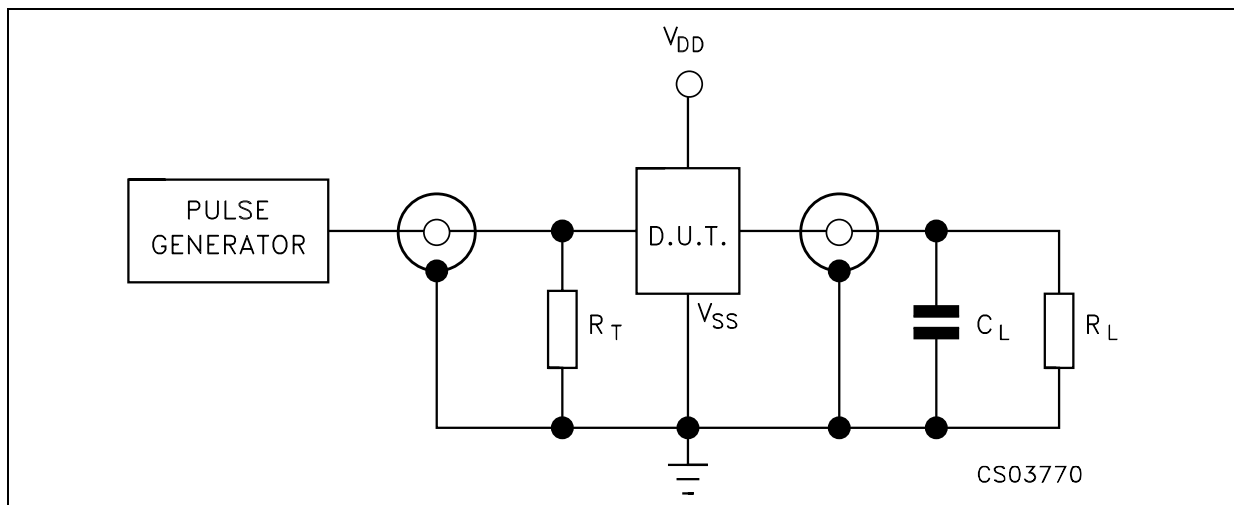 VDD
PULSE
GENERATOR
D.U.T.
VSS
RT
CL
RL
CS03770